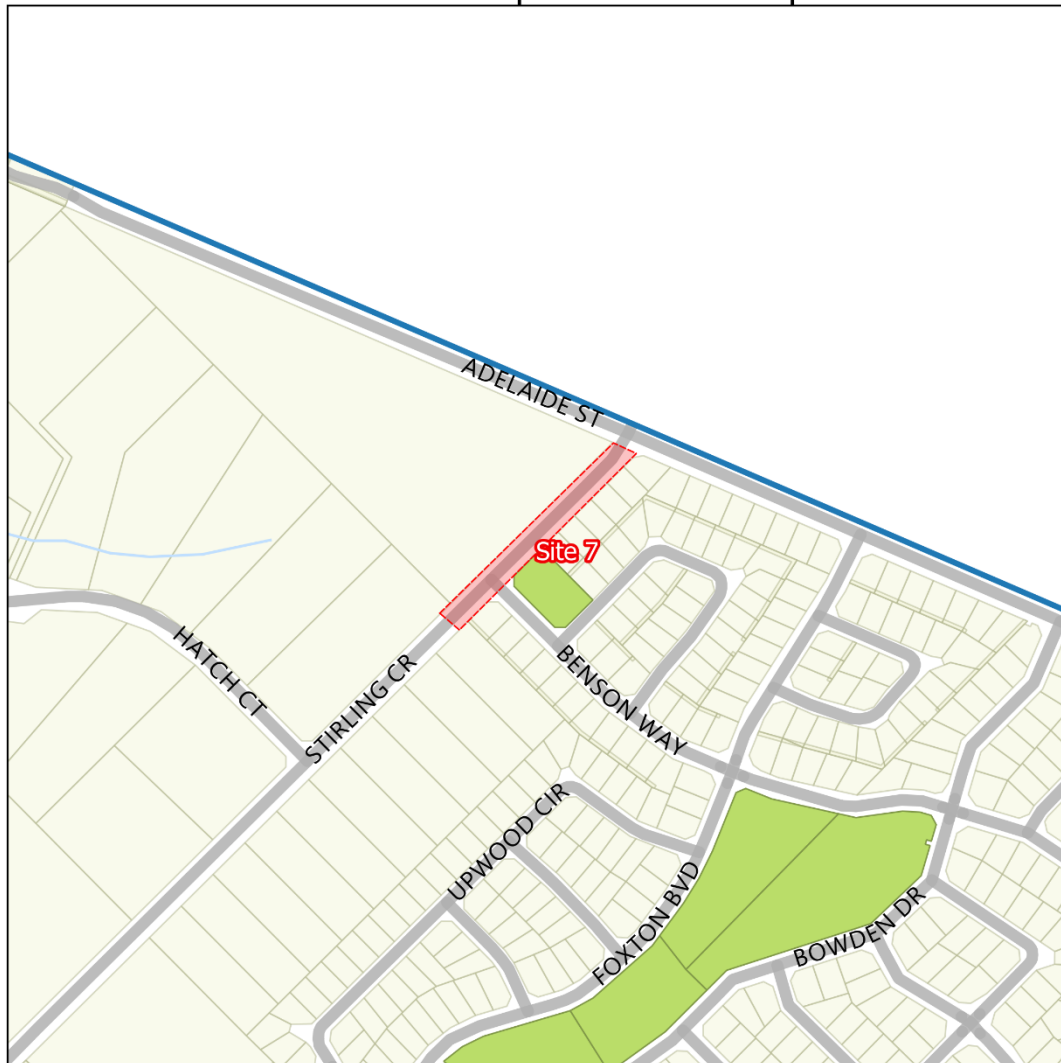 ADELAIDE ST
Site 7
HATCH CT
STIRLING CR
BENSON WAY
UPWOOD CIR
FOXTON BVD
BOWDEN DR